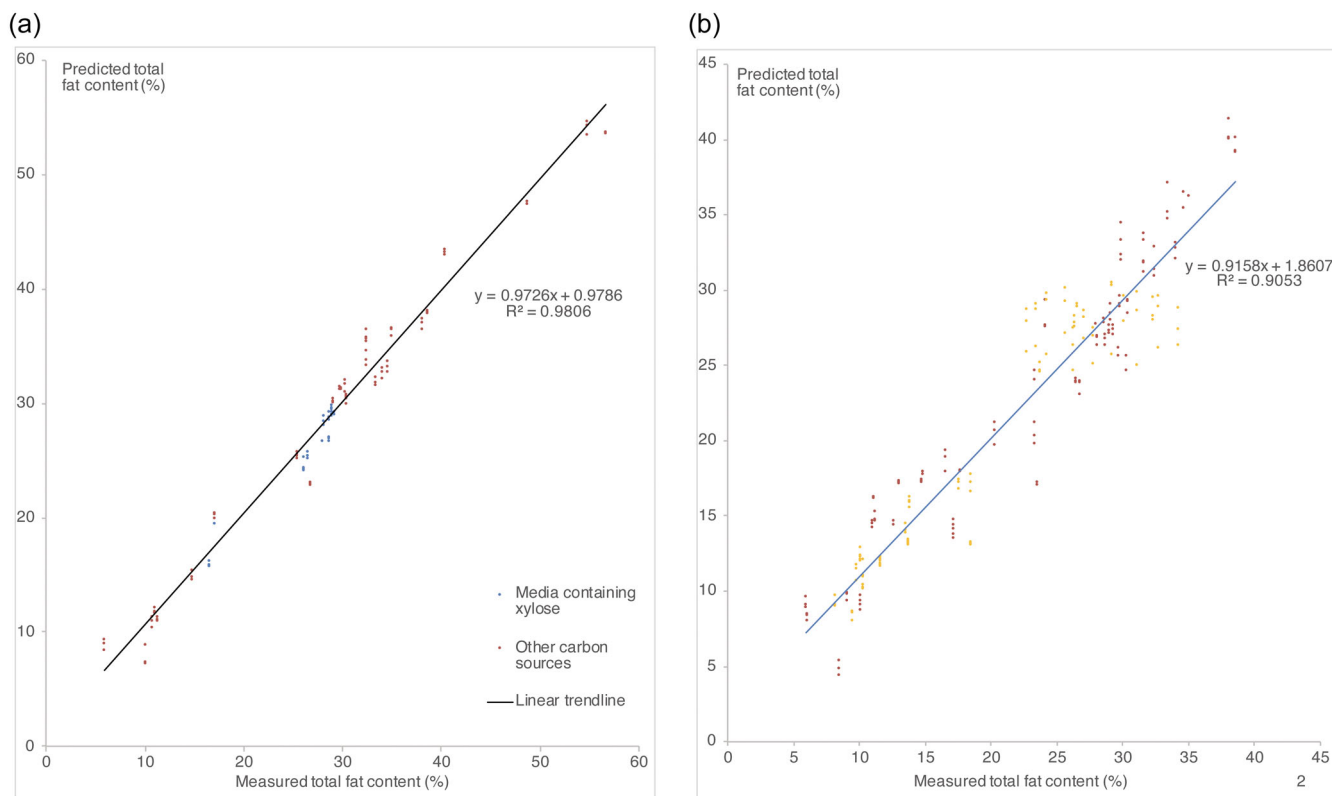 (a)
60
50
40
30
20
10
0
Predicted total
fat content (%)
y = 0.9726x + 0.9786
R² = 0.9806
Media containing
xylose
Other carbon
sources
Linear trendline
0 10 20 30 40 50 60
Measured total fat content (%)
(b)
45
40
35
30
25
20
15
10
5
0
Predicted total
fat content (%)
y = 0.9158x + 1.8607
R² = 0.9053
0 5 10 15 20 25 30 35 40 45
Measured total fat content (%)
2